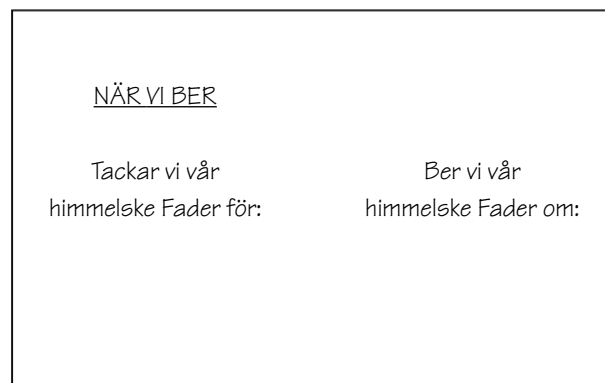 NÄR VI BER
Tackar vi vår
himmelske Fader för:
Ber vi vår
himmelske Fader om: